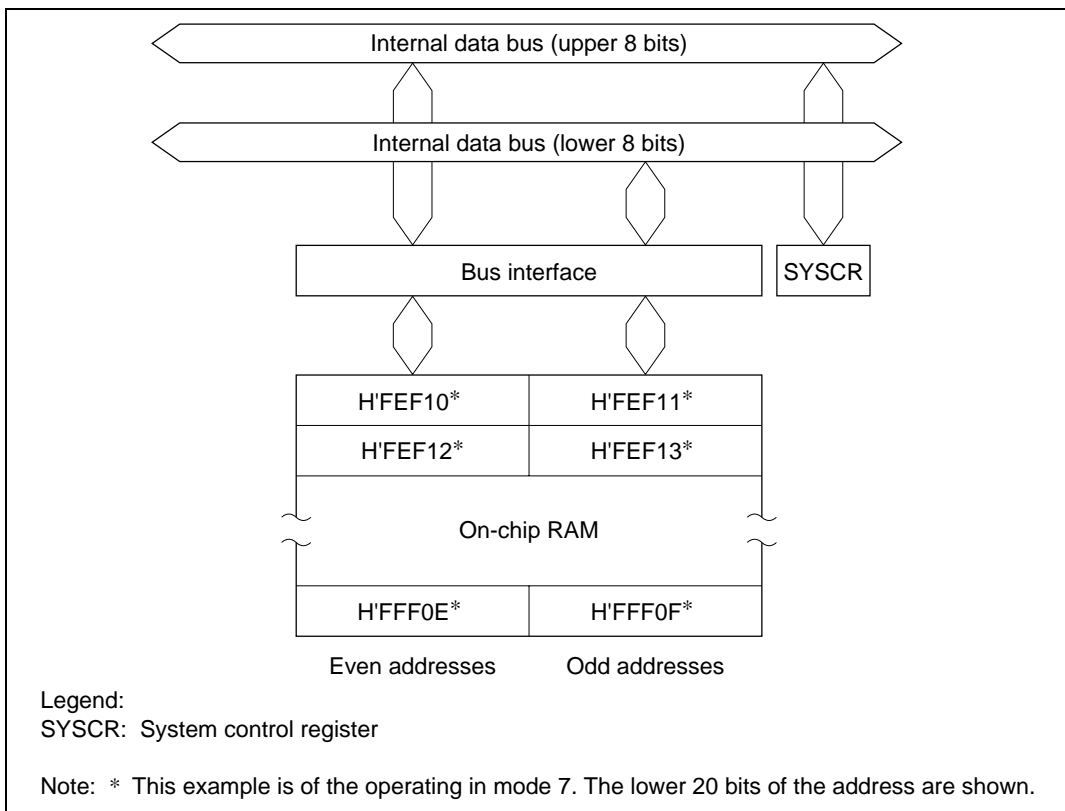 Internal data bus (upper 8 bits)
Internal data bus (lower 8 bits)
Bus interface
SYSCR
H'FEF10*
H'FEF11*
H'FEF12*
H'FEF13*
On-chip RAM
H'FFF0E*
H'FFF0F*
Even addresses
Odd addresses
Legend:
SYSCR: System control register
Note: * This example is of the operating in mode 7. The lower 20 bits of the address are shown.